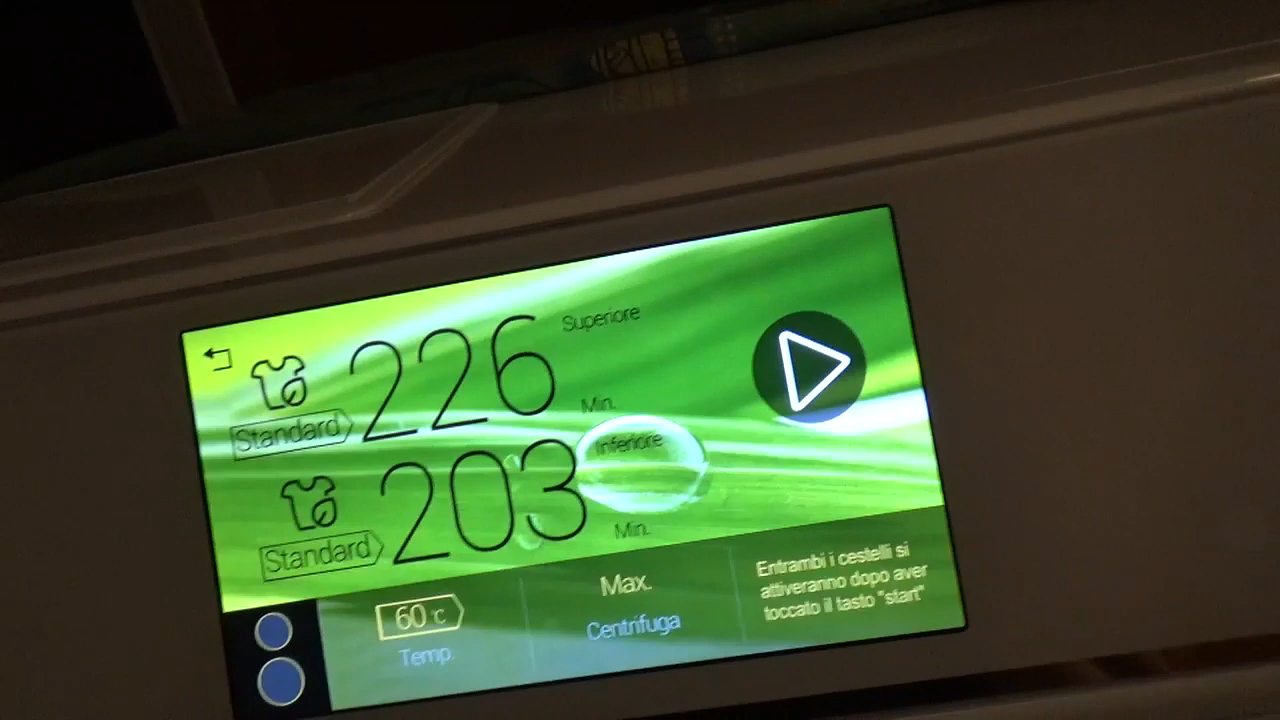 226
Superiore
Min.
Standard
203
Inferiore
Min.
Standard
60°C
Temp.
Max.
Centrifuga
Entrambi i cestelli si
attiveranno dopo aver
toccato il tasto "start"